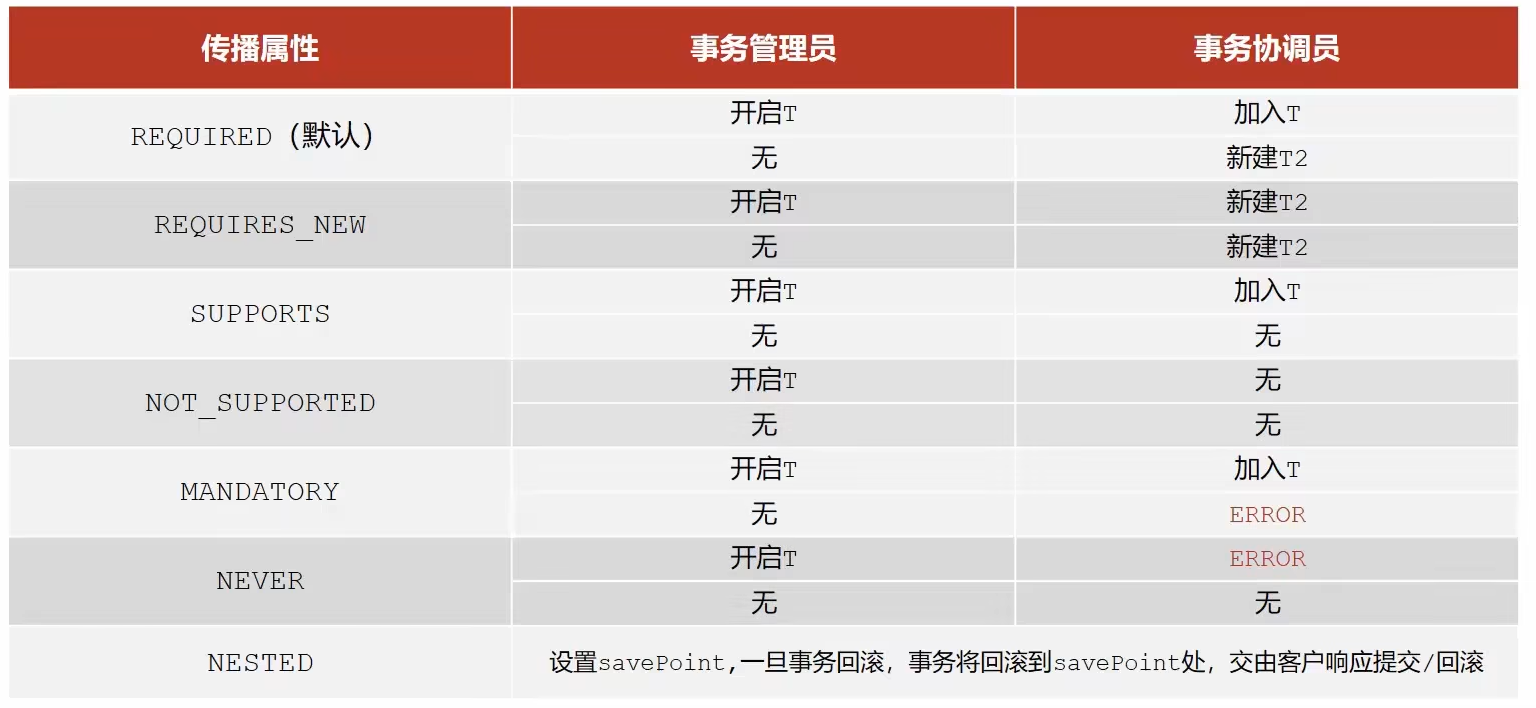 传播属性 事务管理员 事务协调员
REQUIRED（默认） 开启T 加入T
无 新建T2
REQUIRES_NEW 开启T 新建T2
无 新建T2
SUPPORTS 开启T 加入T
无 无
NOT_SUPPORTED 开启T 无
无 无
MANDATORY 开启T 加入T
无 ERROR
NEVER 开启T ERROR
无 无
NESTED 设置savePoint,一旦事务回滚，事务将回滚到savePoint处，交由客户响应提交/回滚